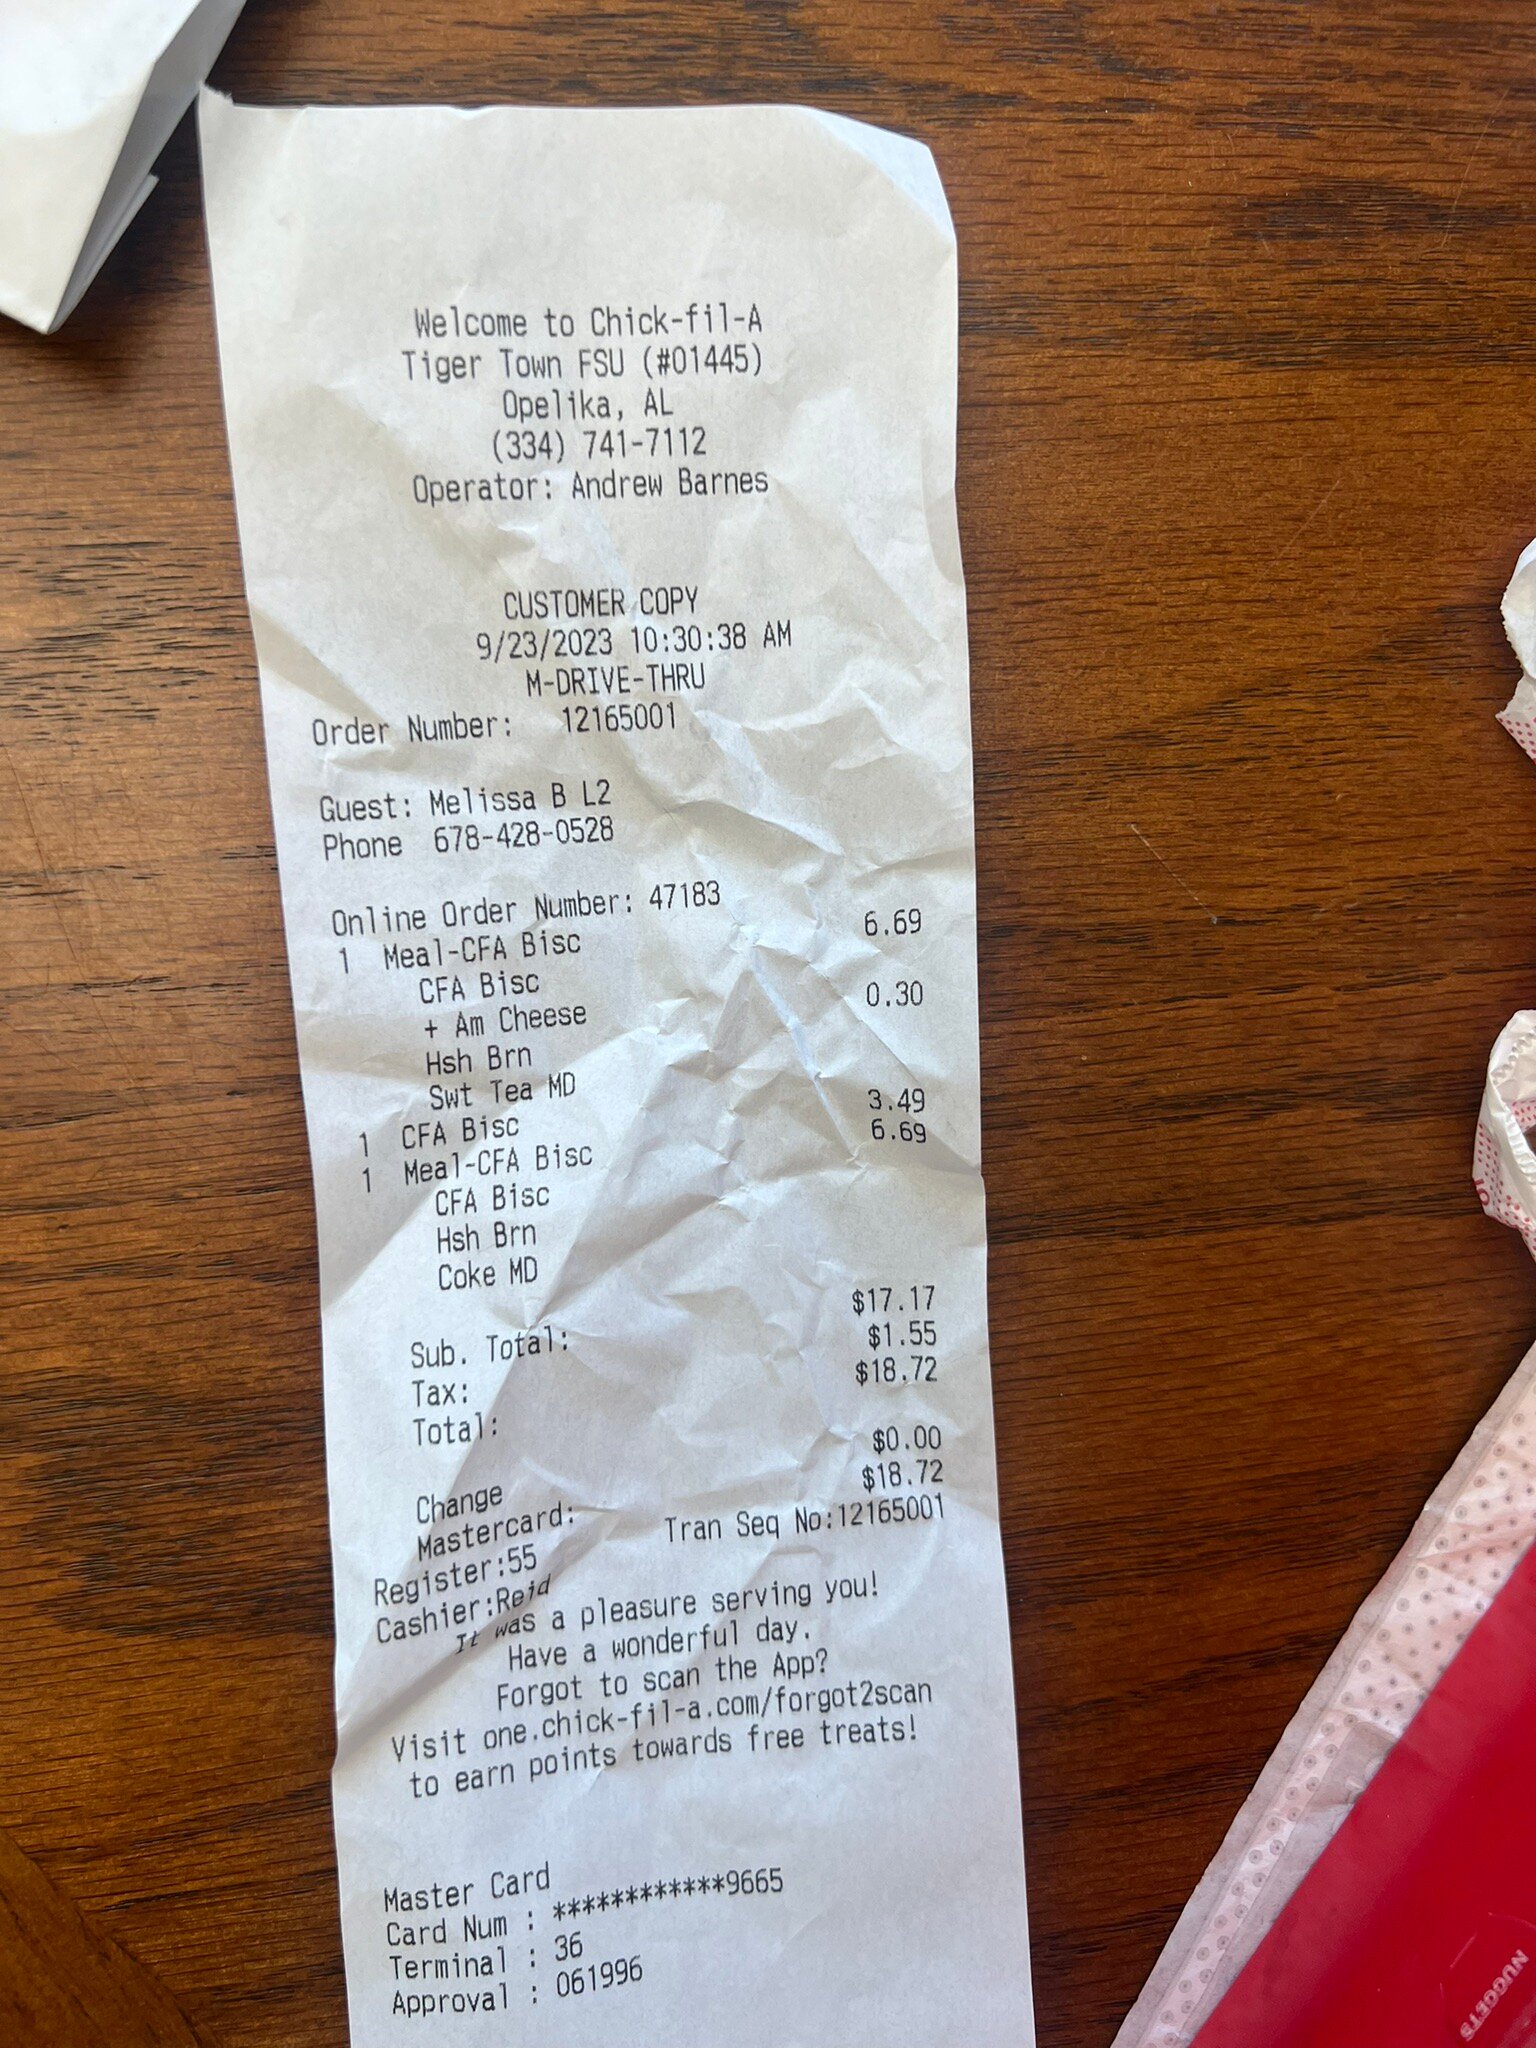 Welcome to Chick-fil-A
Tiger Town FSU (#01445)
Opelika, AL
(334) 741-7112
Operator: Andrew Barnes
CUSTOMER COPY
9/23/2023 10:30:38 AM
M-DRIVE-THRU
Order Number: 12165001
Guest: Melissa B L2
Phone 678-428-0528
Online Order Number: 47183
1 Meal-CFA Bisc 6.69
CFA Bisc
+ Am Cheese 0.30
Hsh Brn
Swt Tea MD
1 CFA Bisc 3.49
1 Meal-CFA Bisc 6.69
CFA Bisc
Hsh Brn
Coke MD
Sub. Total: $17.17
Tax: $1.55
Total: $18.72
Change $0.00
Mastercard: $18.72
Register:55 Tran Seq No:12165001
Cashier:Reid
It was a pleasure serving you!
Have a wonderful day.
Forgot to scan the App?
Visit one.chick-fil-a.com/forgot2scan
to earn points towards free treats!
Master Card
Card Num : ************9665
Terminal : 36
Approval : 061996
NUGGETS